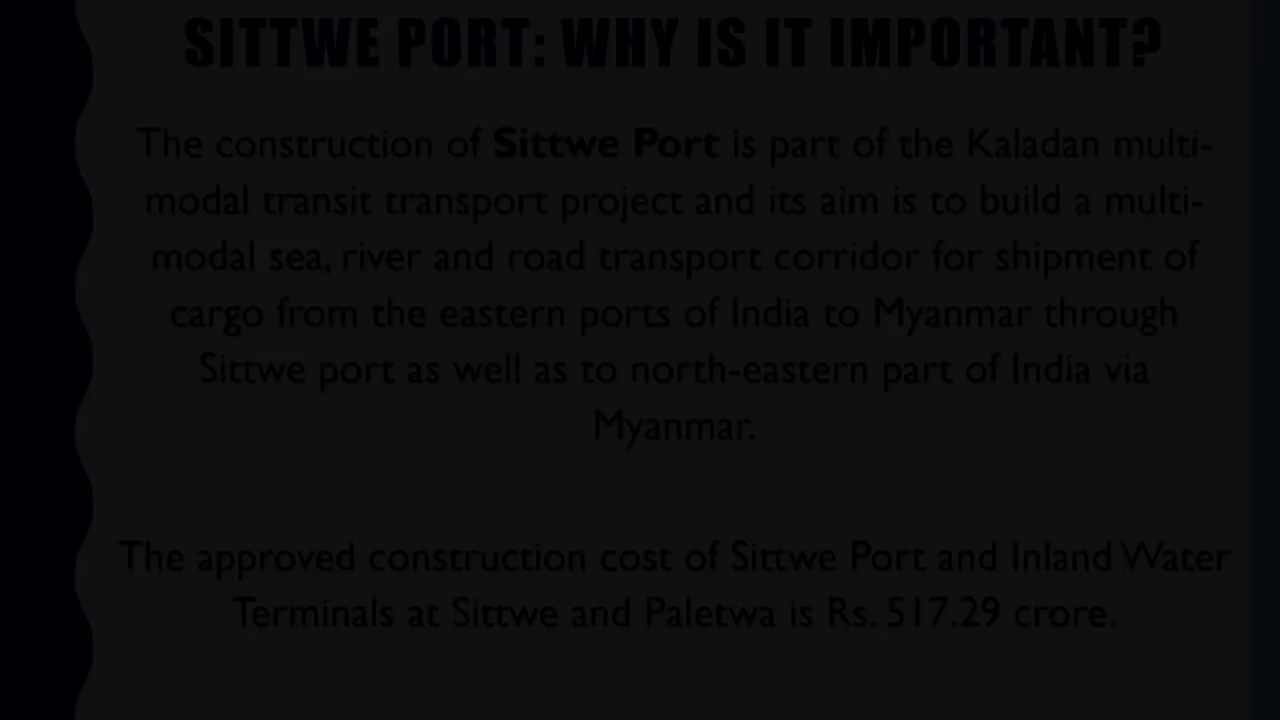 SITTWE PORT: WHY IS IT IMPORTANT?
The construction of Sittwe Port is part of the Kaladan multi-
modal transit transport project and its aim is to build a multi-
modal sea, river and road transport corridor for shipment of
cargo from the eastern ports of India to Myanmar through
Sittwe port as well as to north-eastern part of India via
Myanmar.
The approved construction cost of Sittwe Port and Inland Water
Terminals at Sittwe and Paletwa is Rs. 517.29 crore.